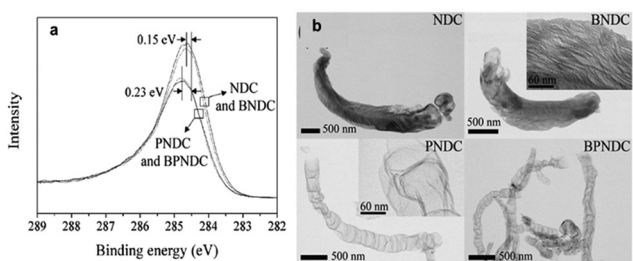 a
0.15 eV
0.23 eV
NDC
and BNDC
PNDC
and BPNDC
Intensity
289 288 287 286 285 284 283 282
Binding energy (eV)
b
NDC
500 nm
BNDC
60 nm
500 nm
PNDC
60 nm
500 nm
BPNDC
500 nm